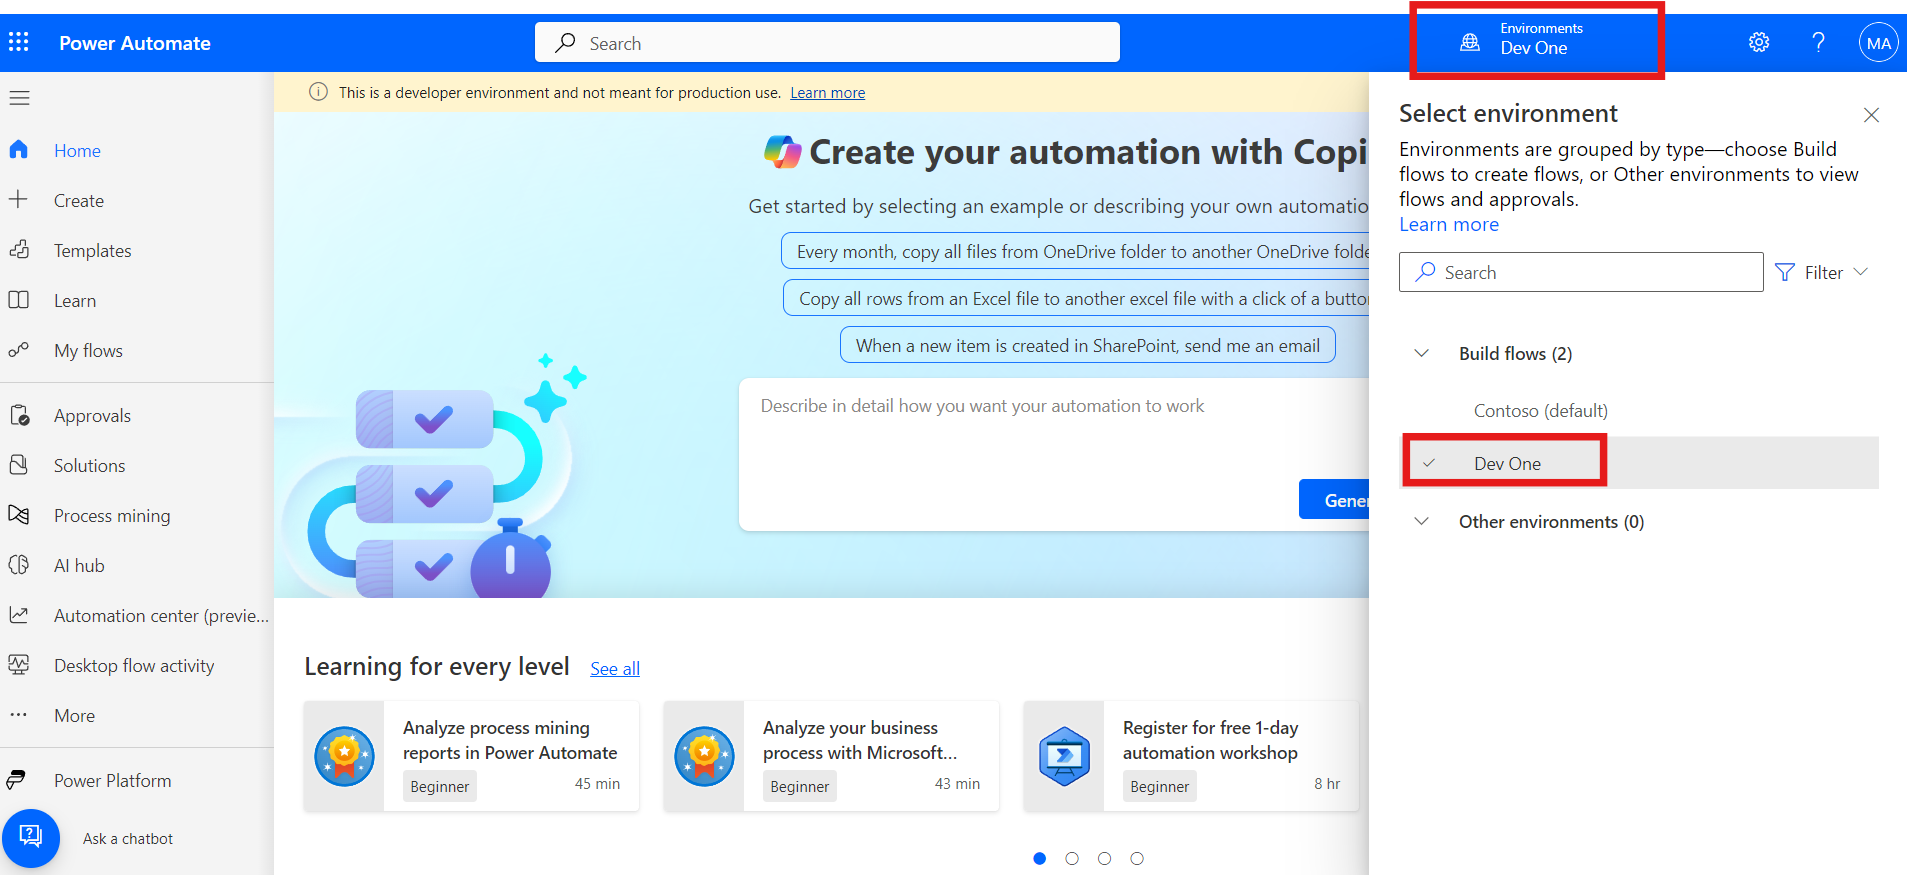 Power Automate
Search
Environments
Dev One
?
MA
Home
Create
Templates
Learn
My flows
Approvals
Solutions
Process mining
AI hub
Automation center (previe...
Desktop flow activity
More
Power Platform
Ask a chatbot
This is a developer environment and not meant for production use. Learn more
Create your automation with Copi
Get started by selecting an example or describing your own automatio
Every month, copy all files from OneDrive folder to another OneDrive folde
Copy all rows from an Excel file to another excel file with a click of a butto
When a new item is created in SharePoint, send me an email
Describe in detail how you want your automation to work
Gener
Learning for every level See all
Analyze process mining
reports in Power Automate
Beginner 45 min
Analyze your business
process with Microsoft...
Beginner 43 min
Register for free 1-day
automation workshop
Beginner 8 hr
Select environment
Environments are grouped by type—choose Build
flows to create flows, or Other environments to view
flows and approvals.
Learn more
Search
Filter
Build flows (2)
Contoso (default)
Dev One
Other environments (0)